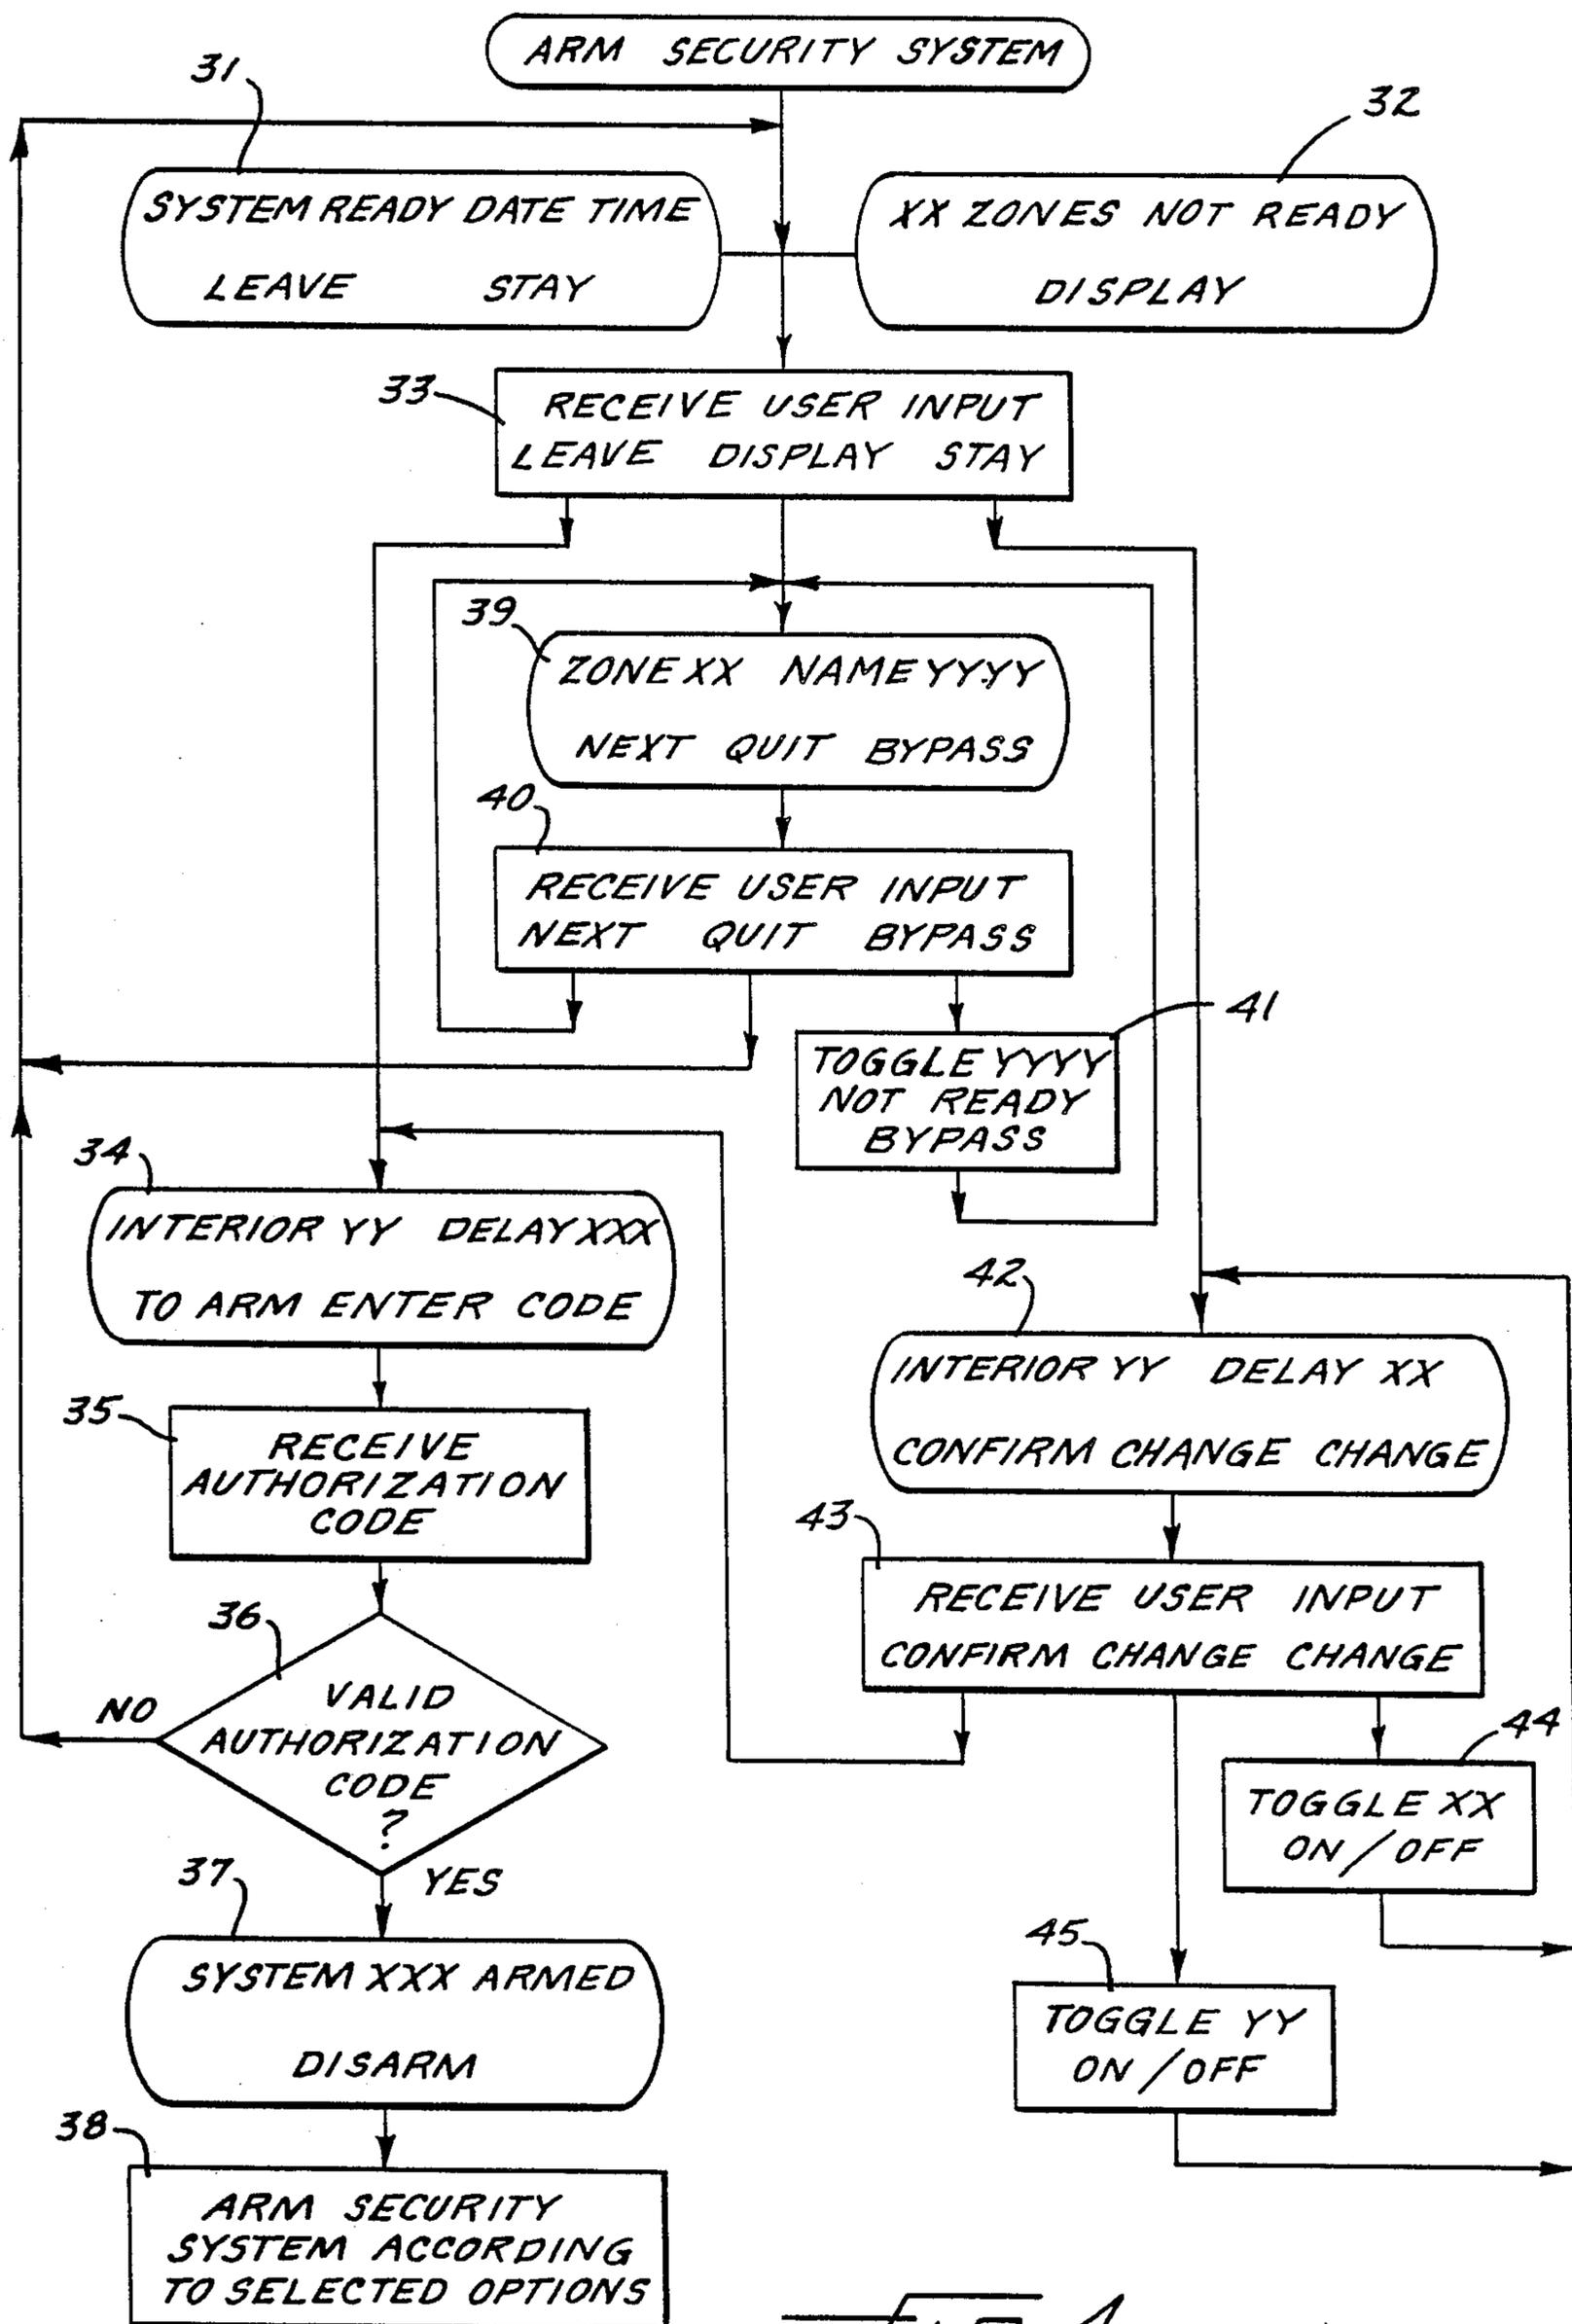 ARM SECURITY SYSTEM
31
32
SYSTEM READY DATE TIME
LEAVE STAY
XX ZONES NOT READY
DISPLAY
33
RECEIVE USER INPUT
LEAVE DISPLAY STAY
39
ZONE XX NAME YYYY
NEXT QUIT BYPASS
40
RECEIVE USER INPUT
NEXT QUIT BYPASS
41
TOGGLE YYYY
NOT READY
BYPASS
34
INTERIOR YY DELAY XXX
TO ARM ENTER CODE
42
INTERIOR YY DELAY XX
CONFIRM CHANGE CHANGE
35
RECEIVE
AUTHORIZATION
CODE
43
RECEIVE USER INPUT
CONFIRM CHANGE CHANGE
36
VALID
AUTHORIZATION
CODE
?
NO
YES
44
TOGGLE XX
ON/OFF
37
SYSTEM XXX ARMED
DISARM
45
TOGGLE YY
ON/OFF
38
ARM SECURITY
SYSTEM ACCORDING
TO SELECTED OPTIONS